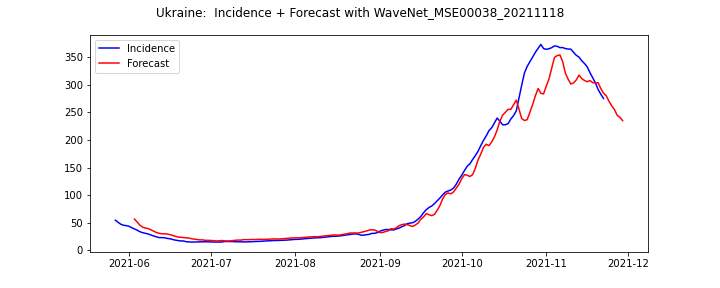 Ukraine:  Incidence + Forecast with WaveNet_MSE00038_20211118
Incidence
Forecast
350
300
250
200
150
100
50
0
2021-06 2021-07 2021-08 2021-09 2021-10 2021-11 2021-12